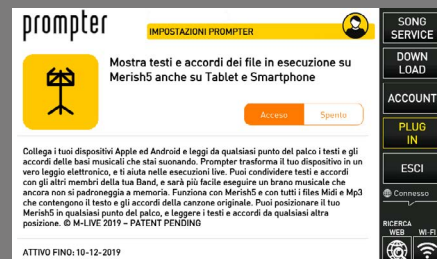 prompter
IMPOSTAZIONI PROMPTER
Mostra testi e accordi dei file in esecuzione su
Merish5 anche su Tablet e Smartphone
Acceso
Spento
Collega i tuoi dispositivi Apple ed Android e leggi da qualsiasi punto del palco i testi e gli
accordi delle basi musicali che stai suonando. Prompter trasforma il tuo dispositivo in un
vero leggio elettronico, e ti aiuta nelle esecuzioni live. Puoi condividere testi e accordi
con gli altri membri della tua Band, e sarà più facile eseguire un brano musicale che
ancora non si padroneggia a memoria. Funziona con Merish5 e con tutti i files Midi e Mp3
che contengono il testo e gli accordi della canzone originale. Puoi posizionare il tuo
Merish5 in qualsiasi punto del palco, e leggere i testi e accordi da qualsiasi altra
posizione. © M-LIVE 2019 – PATENT PENDING
ATTIVO FINO: 10-12-2019
SONG
SERVICE
DOWN
LOAD
ACCOUNT
PLUG
IN
ESCI
Connesso
RICERCA
WEB
WI-FI